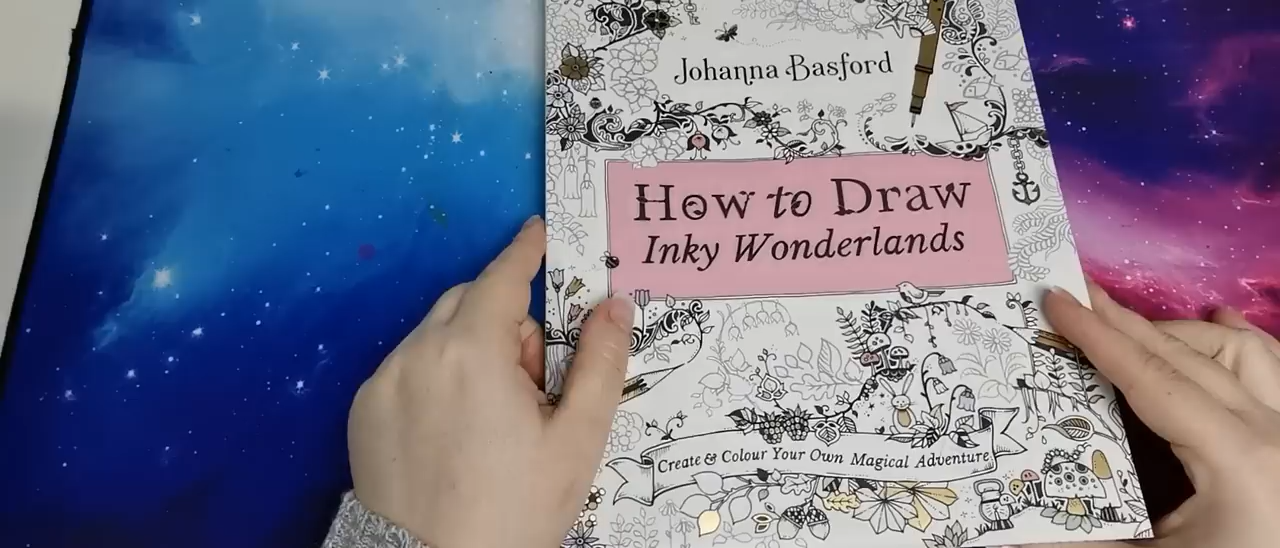 Johanna Basford
How to Draw
Inky Wonderlands
Create & Colour Your Own Magical Adventure